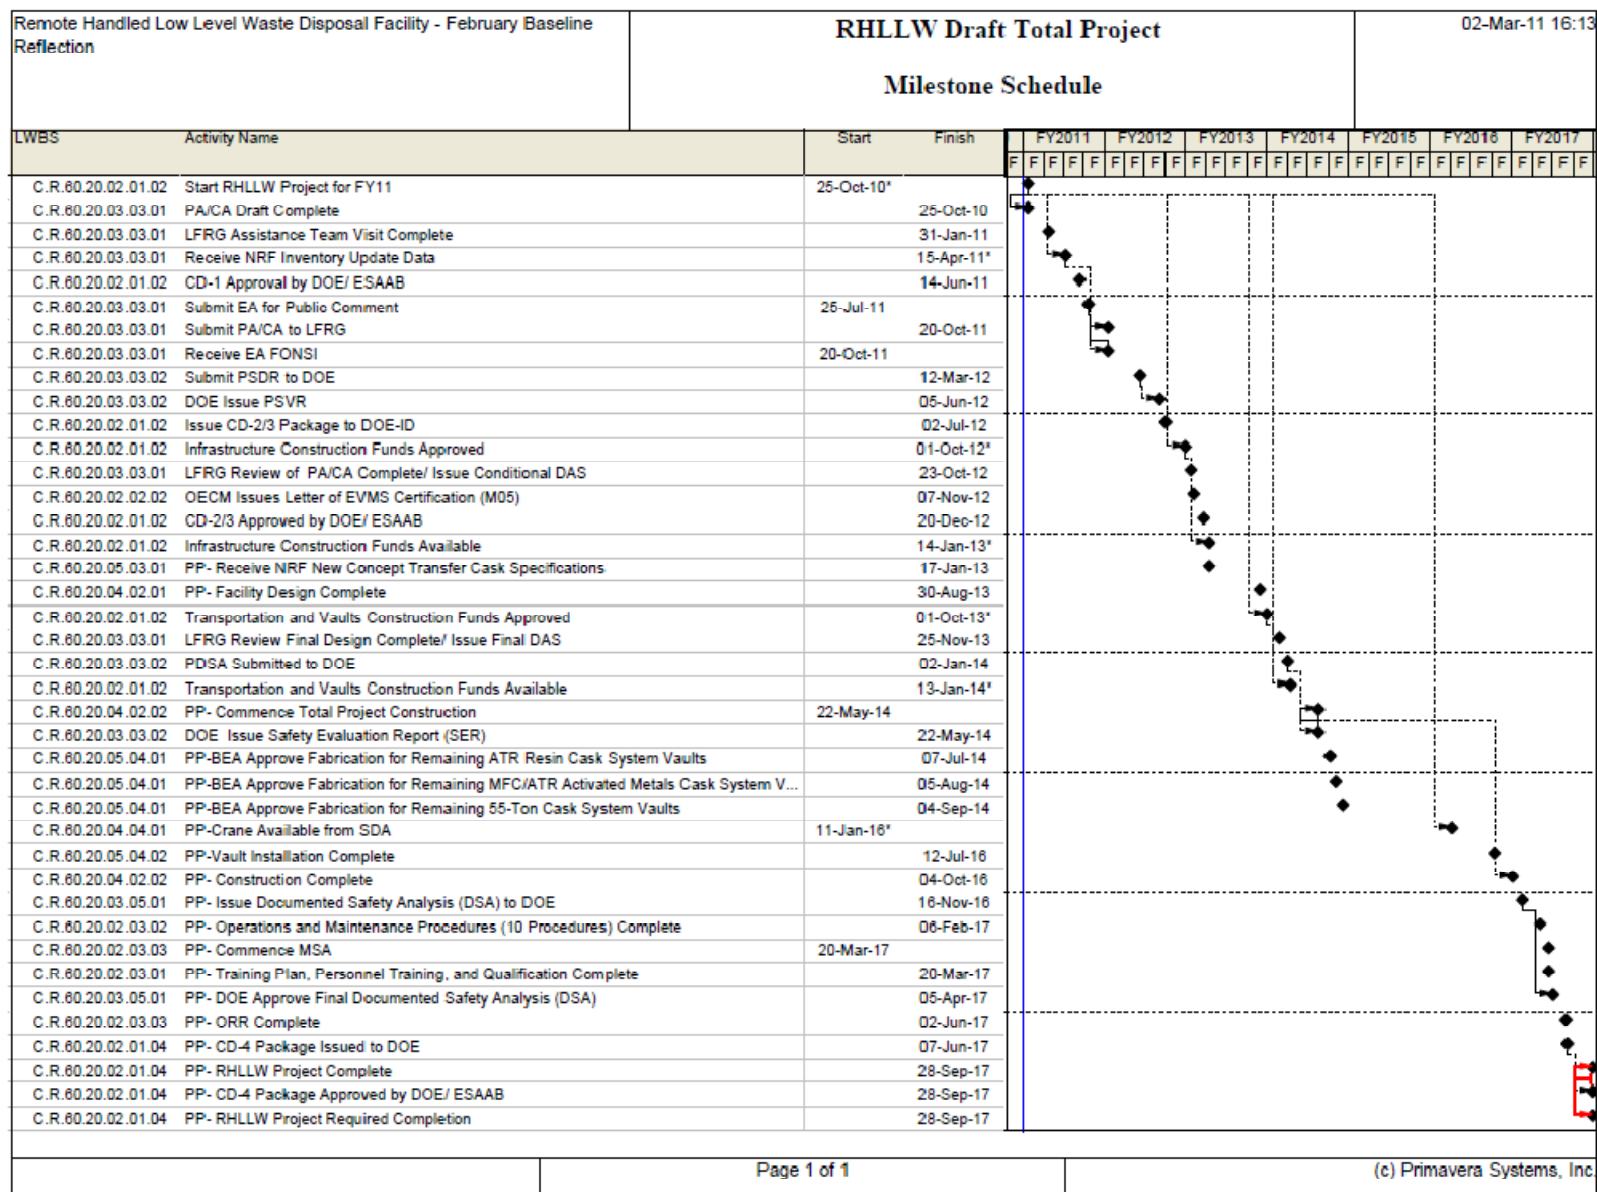 Remote Handled Low Level Waste Disposal Facility - February Baseline
Reflection
RHLLW Draft Total Project
Milestone Schedule
02-Mar-11 16:13
LWBS Activity Name Start Finish FY2011 FY2012 FY2013 FY2014 FY2015 FY2016 FY2017
F F F F F F F F F F F F F F F F F F F F F F F F F F F F F
C.R.60.20.02.01.02 Start RHLLW Project for FY11 25-Oct-10*
C.R.60.20.03.03.01 PA/CA Draft Complete 25-Oct-10
C.R.60.20.03.03.01 LFRG Assistance Team Visit Complete 31-Jan-11
C.R.60.20.03.03.01 Receive NRF Inventory Update Data 15-Apr-11*
C.R.60.20.02.01.02 CD-1 Approval by DOE/ ESAAB 14-Jun-11
C.R.60.20.03.03.01 Submit EA for Public Comment 25-Jul-11
C.R.60.20.03.03.01 Submit PA/CA to LFRG 20-Oct-11
C.R.60.20.03.03.01 Receive EA FONSI 20-Oct-11
C.R.60.20.03.03.02 Submit PSDR to DOE 12-Mar-12
C.R.60.20.03.03.02 DOE Issue PSVR 05-Jun-12
C.R.60.20.02.01.02 Issue CD-2/3 Package to DOE-ID 02-Jul-12
C.R.60.20.02.01.02 Infrastructure Construction Funds Approved 01-Oct-12*
C.R.60.20.03.03.01 LFRG Review of PA/CA Complete/ Issue Conditional DAS 23-Oct-12
C.R.60.20.02.02.02 OECM Issues Letter of EVMS Certification (M05) 07-Nov-12
C.R.60.20.02.01.02 CD-2/3 Approved by DOE/ ESAAB 20-Dec-12
C.R.60.20.02.01.02 Infrastructure Construction Funds Available 14-Jan-13*
C.R.60.20.05.03.01 PP- Receive NRF New Concept Transfer Cask Specifications 17-Jan-13
C.R.60.20.04.02.01 PP- Facility Design Complete 30-Aug-13
C.R.60.20.02.01.02 Transportation and Vaults Construction Funds Approved 01-Oct-13*
C.R.60.20.03.03.01 LFRG Review Final Design Complete/ Issue Final DAS 25-Nov-13
C.R.60.20.03.03.02 PDSA Submitted to DOE 02-Jan-14
C.R.60.20.02.01.02 Transportation and Vaults Construction Funds Available 13-Jan-14*
C.R.60.20.04.02.02 PP- Commence Total Project Construction 22-May-14
C.R.60.20.03.03.02 DOE Issue Safety Evaluation Report (SER) 22-May-14
C.R.60.20.05.04.01 PP-BEA Approve Fabrication for Remaining ATR Resin Cask System Vaults 07-Jul-14
C.R.60.20.05.04.01 PP-BEA Approve Fabrication for Remaining MFC/ATR Activated Metals Cask System V... 05-Aug-14
C.R.60.20.05.04.01 PP-BEA Approve Fabrication for Remaining 55-Ton Cask System Vaults 04-Sep-14
C.R.60.20.04.04.01 PP-Crane Available from SDA 11-Jan-16*
C.R.60.20.05.04.02 PP-Vault Installation Complete 12-Jul-16
C.R.60.20.04.02.02 PP- Construction Complete 04-Oct-16
C.R.60.20.03.05.01 PP- Issue Documented Safety Analysis (DSA) to DOE 16-Nov-16
C.R.60.20.02.03.02 PP- Operations and Maintenance Procedures (10 Procedures) Complete 06-Feb-17
C.R.60.20.02.03.03 PP- Commence MSA 20-Mar-17
C.R.60.20.02.03.01 PP- Training Plan, Personnel Training, and Qualification Complete 20-Mar-17
C.R.60.20.03.05.01 PP- DOE Approve Final Documented Safety Analysis (DSA) 05-Apr-17
C.R.60.20.02.03.03 PP- ORR Complete 02-Jun-17
C.R.60.20.02.01.04 PP- CD-4 Package Issued to DOE 07-Jun-17
C.R.60.20.02.01.04 PP- RHLLW Project Complete 28-Sep-17
C.R.60.20.02.01.04 PP- CD-4 Package Approved by DOE/ ESAAB 28-Sep-17
C.R.60.20.02.01.04 PP- RHLLW Project Required Completion 28-Sep-17
Page 1 of 1
(c) Primavera Systems, Inc.